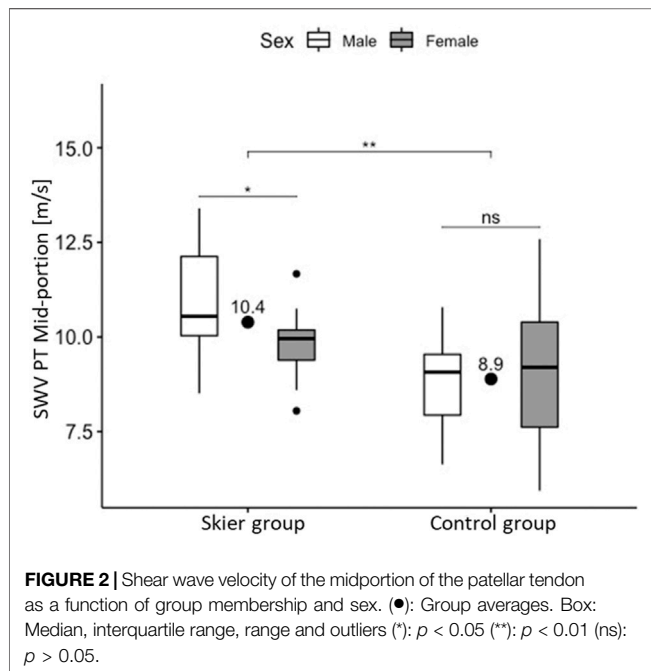 Sex Male Female
SWV PT Mid-portion [m/s]
15.0
12.5
10.0
7.5
**
*
ns
10.4
8.9
Skier group Control group
FIGURE 2 | Shear wave velocity of the midportion of the patellar tendon
as a function of group membership and sex. (●): Group averages. Box:
Median, interquartile range, range and outliers (*): p < 0.05 (**): p < 0.01 (ns):
p > 0.05.